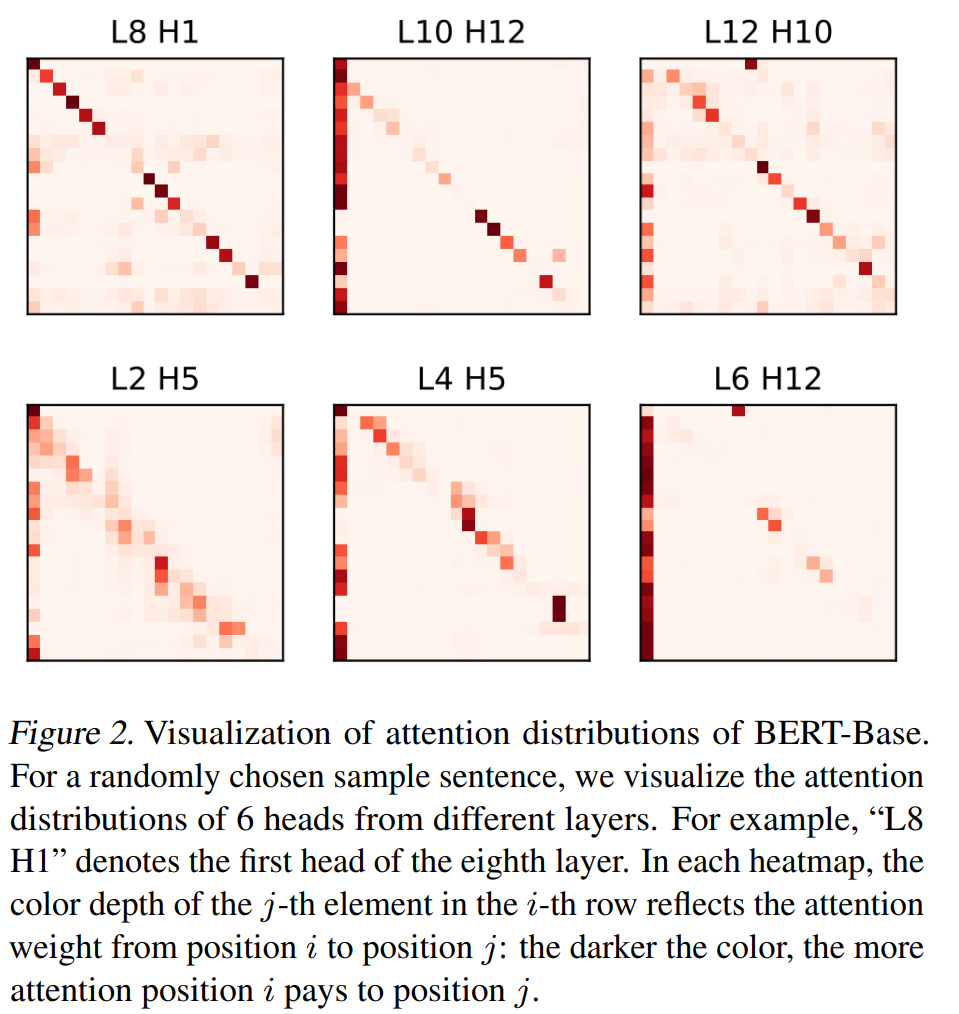 L8 H1
L10 H12
L12 H10
L2 H5
L4 H5
L6 H12
Figure 2. Visualization of attention distributions of BERT-Base.
For a randomly chosen sample sentence, we visualize the attention
distributions of 6 heads from different layers. For example, “L8
H1” denotes the first head of the eighth layer. In each heatmap, the
color depth of the j-th element in the i-th row reflects the attention
weight from position i to position j: the darker the color, the more
attention position i pays to position j.